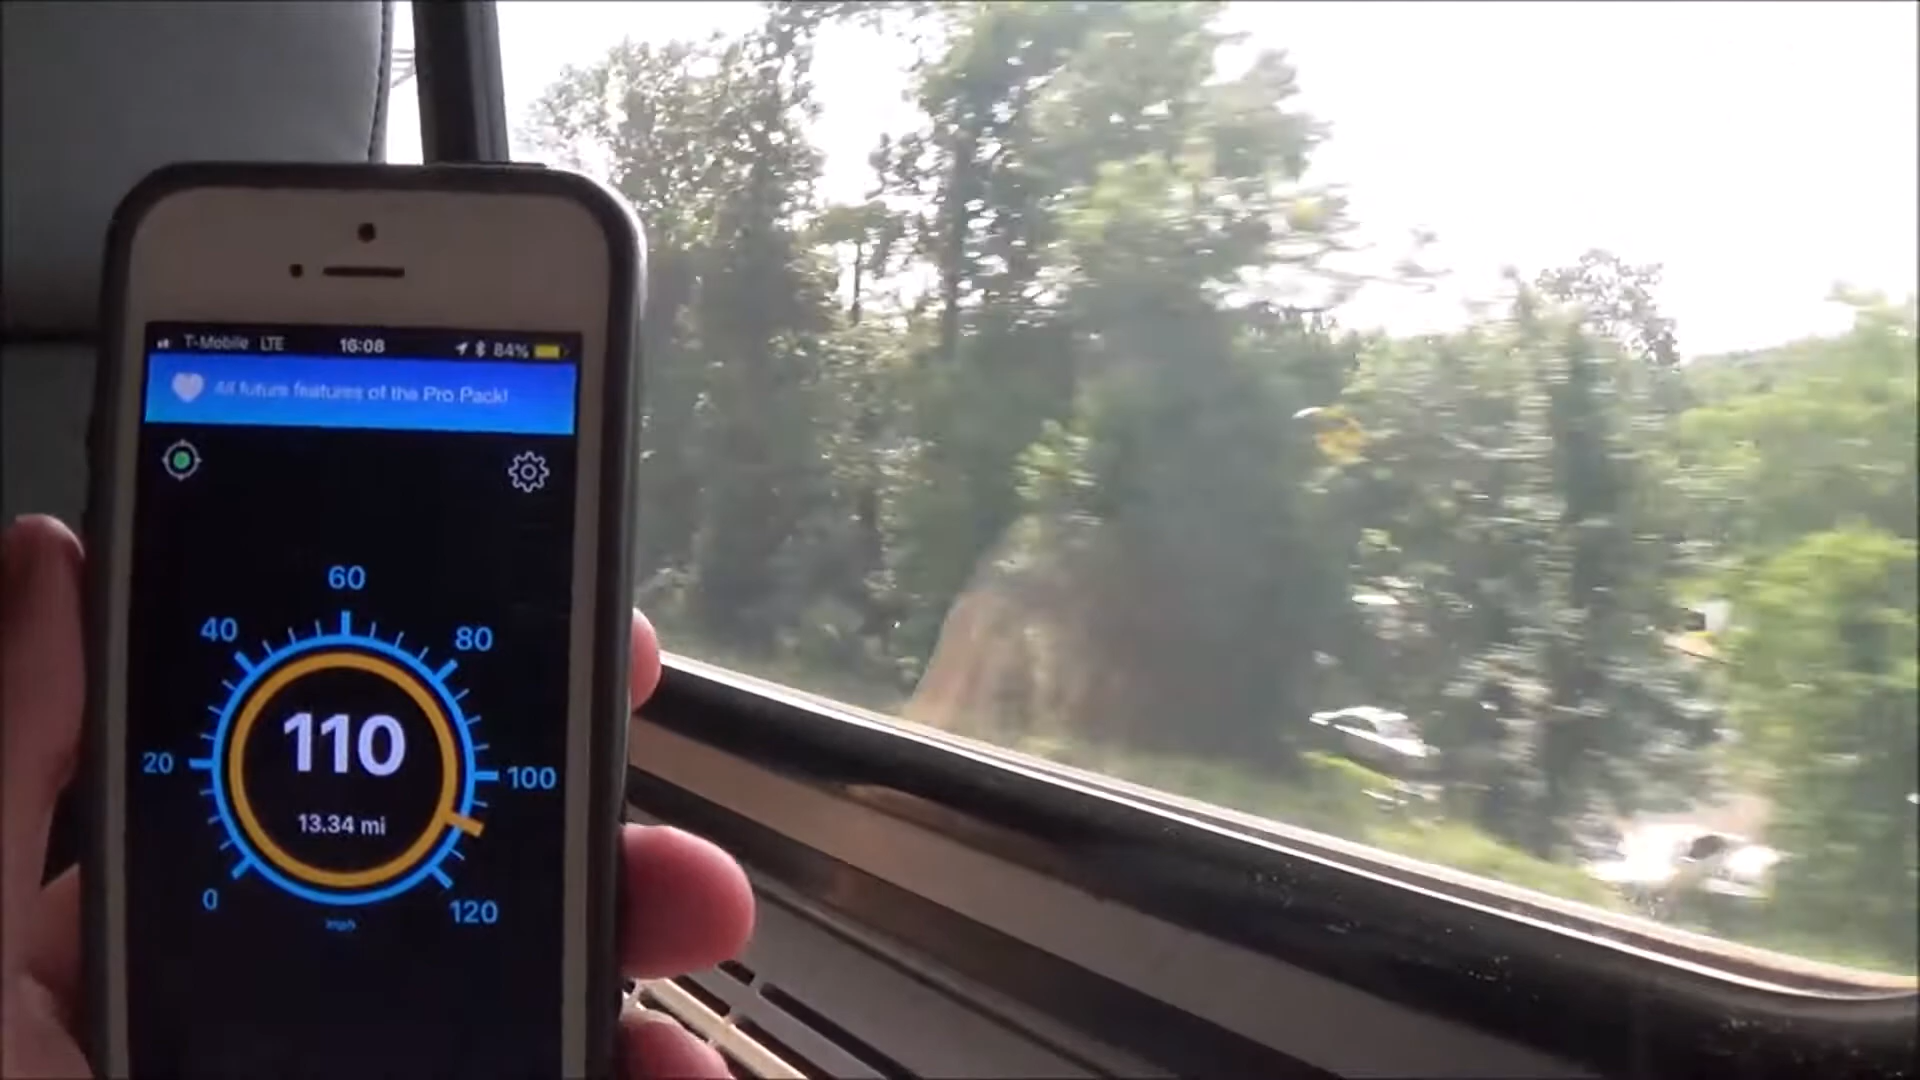 T-Mobile LTE 16:08 84%
All future features of the Pro Pack!
60
40 80
110
20 100
13.34 mi
0 120
mph